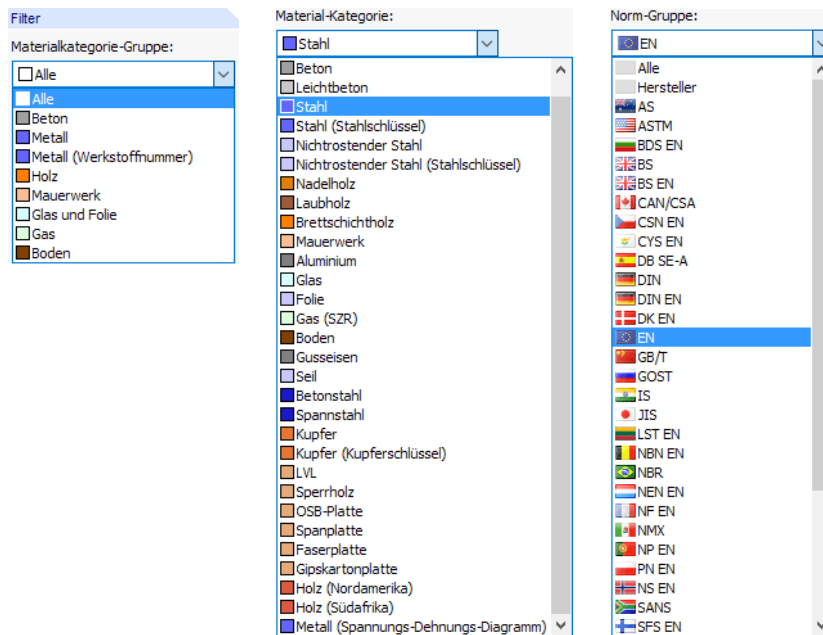 Filter
Materialkategorie-Gruppe:
Alle
Alle
Beton
Metall
Metall (Werkstoffnummer)
Holz
Mauerwerk
Glas und Folie
Gas
Boden
Material-Kategorie:
Stahl
Beton
Leichtbeton
Stahl
Stahl (Stahlschlüssel)
Nichtrostender Stahl
Nichtrostender Stahl (Stahlschlüssel)
Nadelholz
Laubholz
Brettschichtholz
Mauerwerk
Aluminium
Glas
Folie
Gas (SZR)
Boden
Gusseisen
Seil
Betonstahl
Spannstahl
Kupfer
Kupfer (Kupferschlüssel)
LVL
Sperrholz
OSB-Platte
Spanplatte
Faserplatte
Gipskartonplatte
Holz (Nordamerika)
Holz (Südafrika)
Metall (Spannungs-Dehnungs-Diagramm)
Norm-Gruppe:
EN
Alle
Hersteller
AS
ASTM
BDS EN
BS
BS EN
CAN/CSA
CSN EN
CYS EN
DB SE-A
DIN
DIN EN
DK EN
EN
GB/T
GOST
IS
JIS
LST EN
NBN EN
NBR
NEN EN
NF EN
NMX
NP EN
PN EN
NS EN
SANS
SFS EN